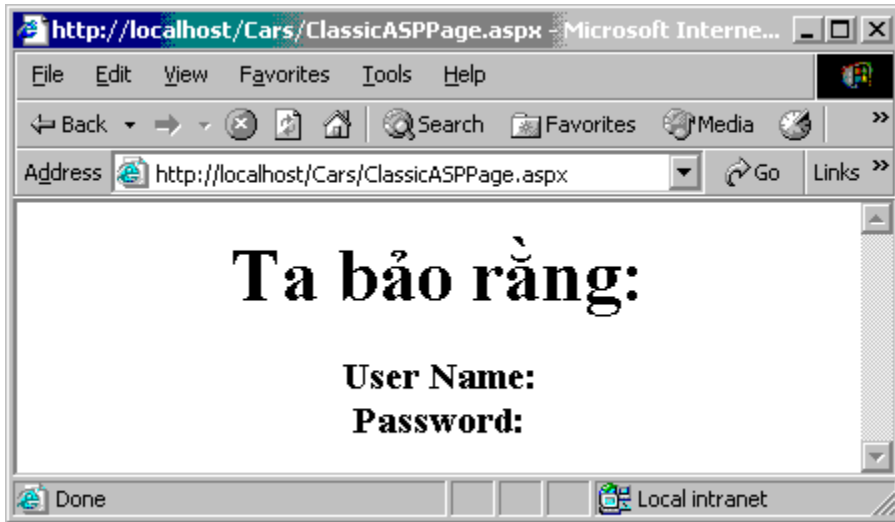 http://localhost/Cars/ClassicASPPage.aspx - Microsoft Interne...
File Edit View Favorites Tools Help
Back Search Favorites Media »
Address http://localhost/Cars/ClassicASPPage.aspx Go Links »
Ta bảo rằng:
User Name:
Password:
Done Local intranet